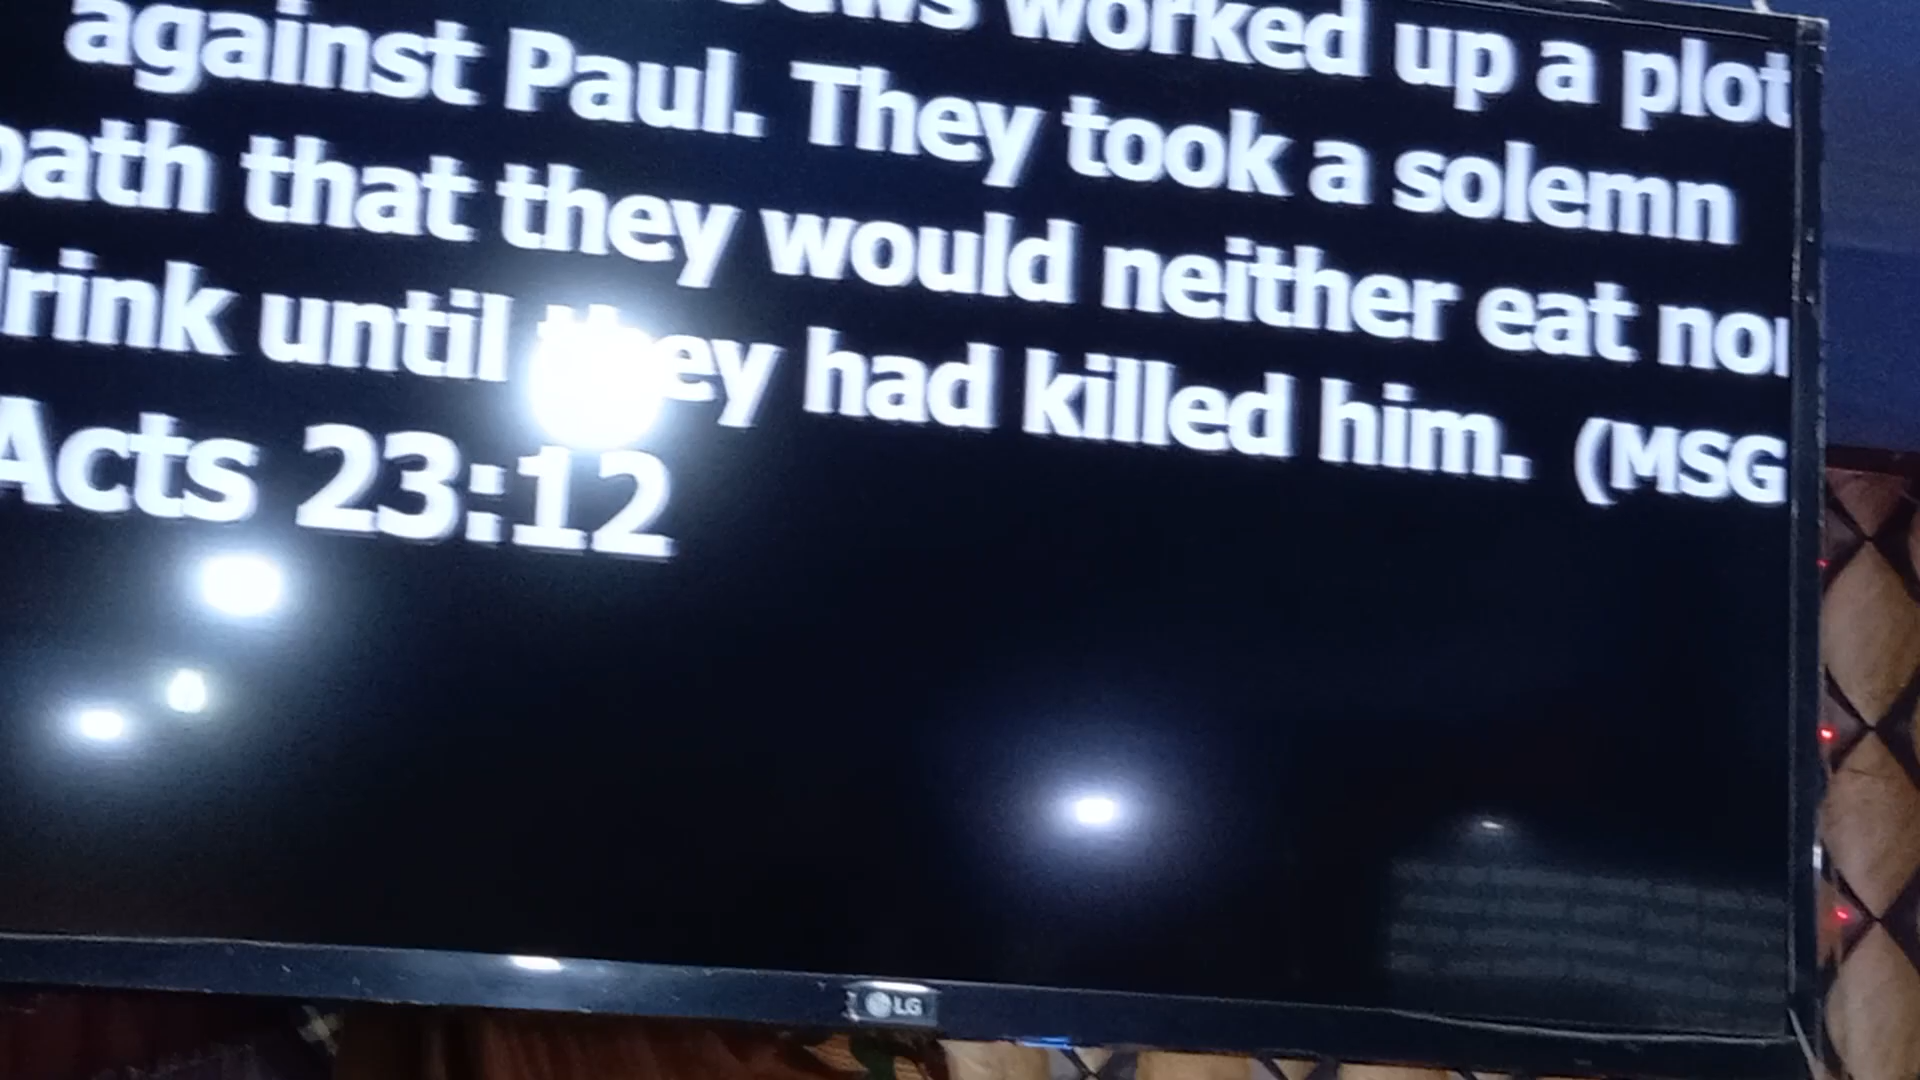 worked up a plot
against Paul. They took a solemn
oath that they would neither eat nor
drink until they had killed him. (MSG
Acts 23:12
LG